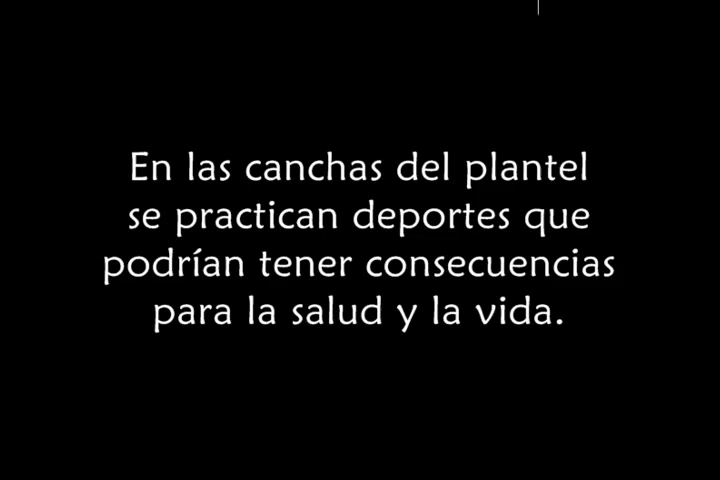 En las canchas del plantel
se practican deportes que
podrían tener consecuencias
para la salud y la vida.